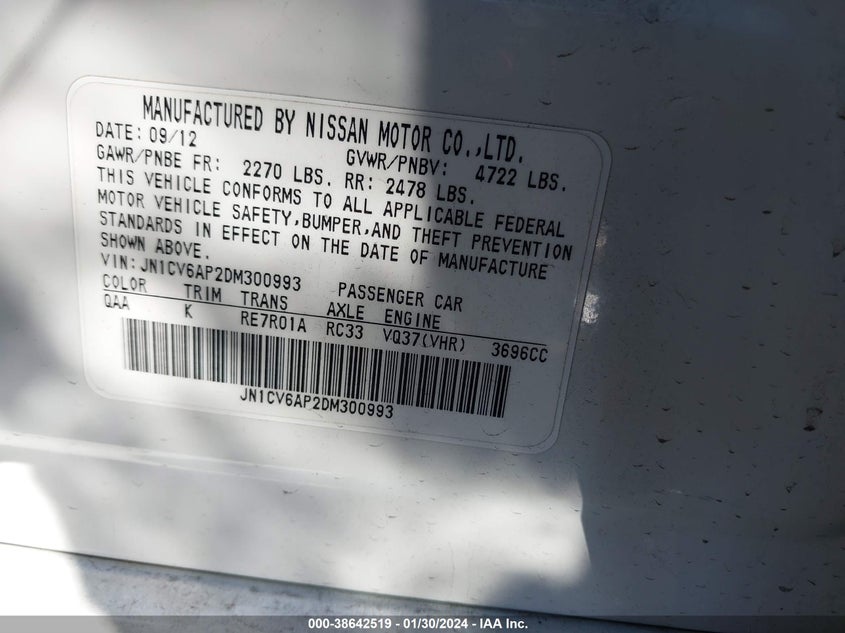 MANUFACTURED BY NISSAN MOTOR CO.,LTD.
DATE: 09/12 GVWR/PNBV: 4722 LBS.
GAWR/PNBE FR: 2270 LBS. RR: 2478 LBS.
THIS VEHICLE CONFORMS TO ALL APPLICABLE FEDERAL
MOTOR VEHICLE SAFETY,BUMPER,AND THEFT PREVENTION
STANDARDS IN EFFECT ON THE DATE OF MANUFACTURE
SHOWN ABOVE.
VIN:JN1CV6AP2DM300993 PASSENGER CAR
COLOR TRIM TRANS AXLE ENGINE
QAA K RE7R01A RC33 VQ37(VHR) 3696CC
JN1CV6AP2DM300993
000-38642519 - 01/30/2024 - IAA Inc.